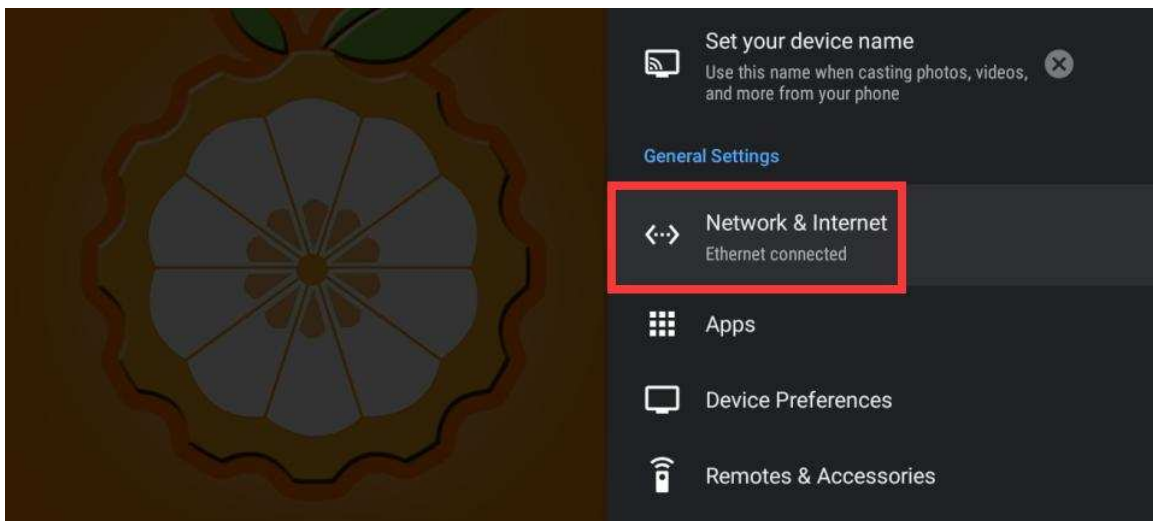 Set your device name
Use this name when casting photos, videos,
and more from your phone
General Settings
Network & Internet
Ethernet connected
Apps
Device Preferences
Remotes & Accessories